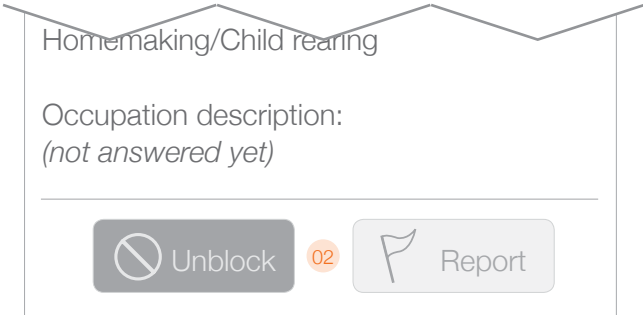 Homemaking/Child rearing
Occupation description:
(not answered yet)
Unblock 02 Report